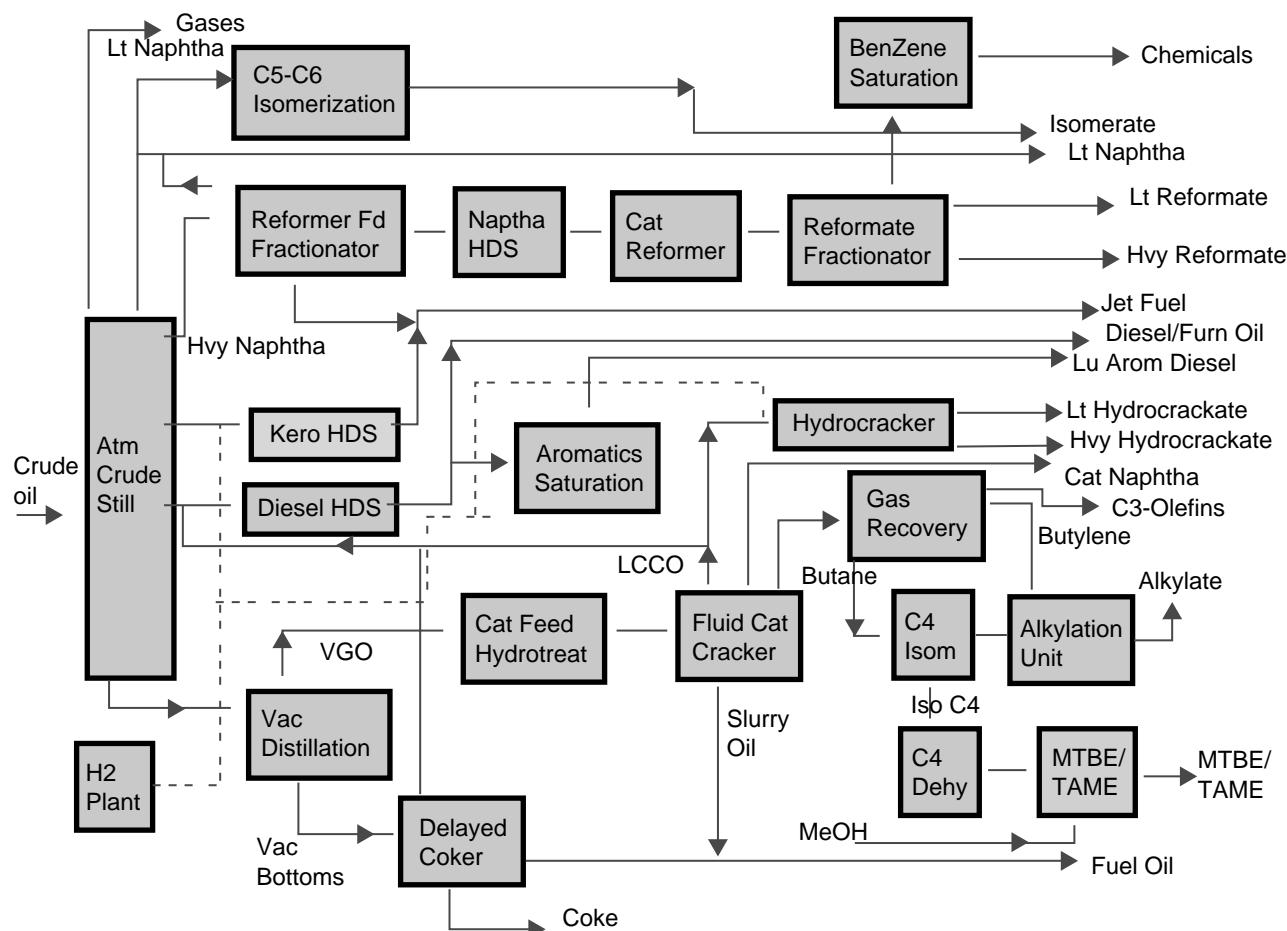 Gases
Lt Naphtha
C5-C6
Isomerization
BenZene
Saturation
Chemicals
Isomerate
Lt Naphtha
Reformer Fd
Fractionator
Naptha
HDS
Cat
Reformer
Reformate
Fractionator
Lt Reformate
Hvy Reformate
Jet Fuel
Diesel/Furn Oil
Lu Arom Diesel
Hvy Naphtha
Kero HDS
Aromatics
Saturation
Hydrocracker
Lt Hydrocrackate
Hvy Hydrocrackate
Atm
Crude
Still
Crude
oil
Diesel HDS
Gas
Recovery
Cat Naphtha
C3-Olefins
Butylene
LCCO
Butane
Alkylate
VGO
Cat Feed
Hydrotreat
Fluid Cat
Cracker
C4
Isom
Alkylation
Unit
Iso C4
Vac
Distillation
Slurry
Oil
H2
Plant
C4
Dehy
MTBE/
TAME
MTBE/
TAME
Vac
Bottoms
Delayed
Coker
MeOH
Fuel Oil
Coke